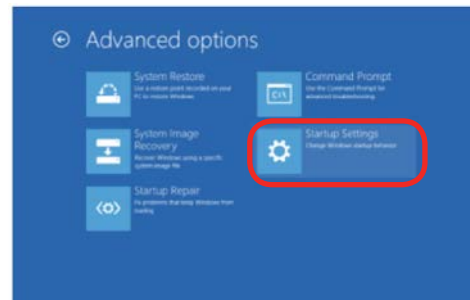 Advanced options
System Restore
Use a restore point recorded on your
PC to restore Windows
System Image
Recovery
Recover Windows using a specific
system image file
Startup Repair
Fix problems that keep Windows from
loading
Command Prompt
Use the Command Prompt for
advanced troubleshooting
Startup Settings
Change Windows startup behavior